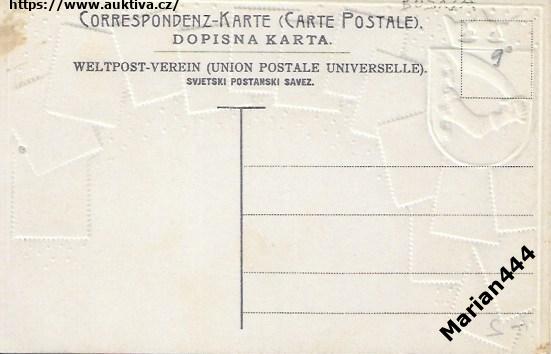 https://www.auktiva.cz/
CORRESPONDENZ-KARTE (CARTE POSTALE).
DOPISNA KARTA.
WELTPOST-VEREIN (UNION POSTALE UNIVERSELLE).
SVJETSKI POSTANSKI SAVEZ.
Marian444